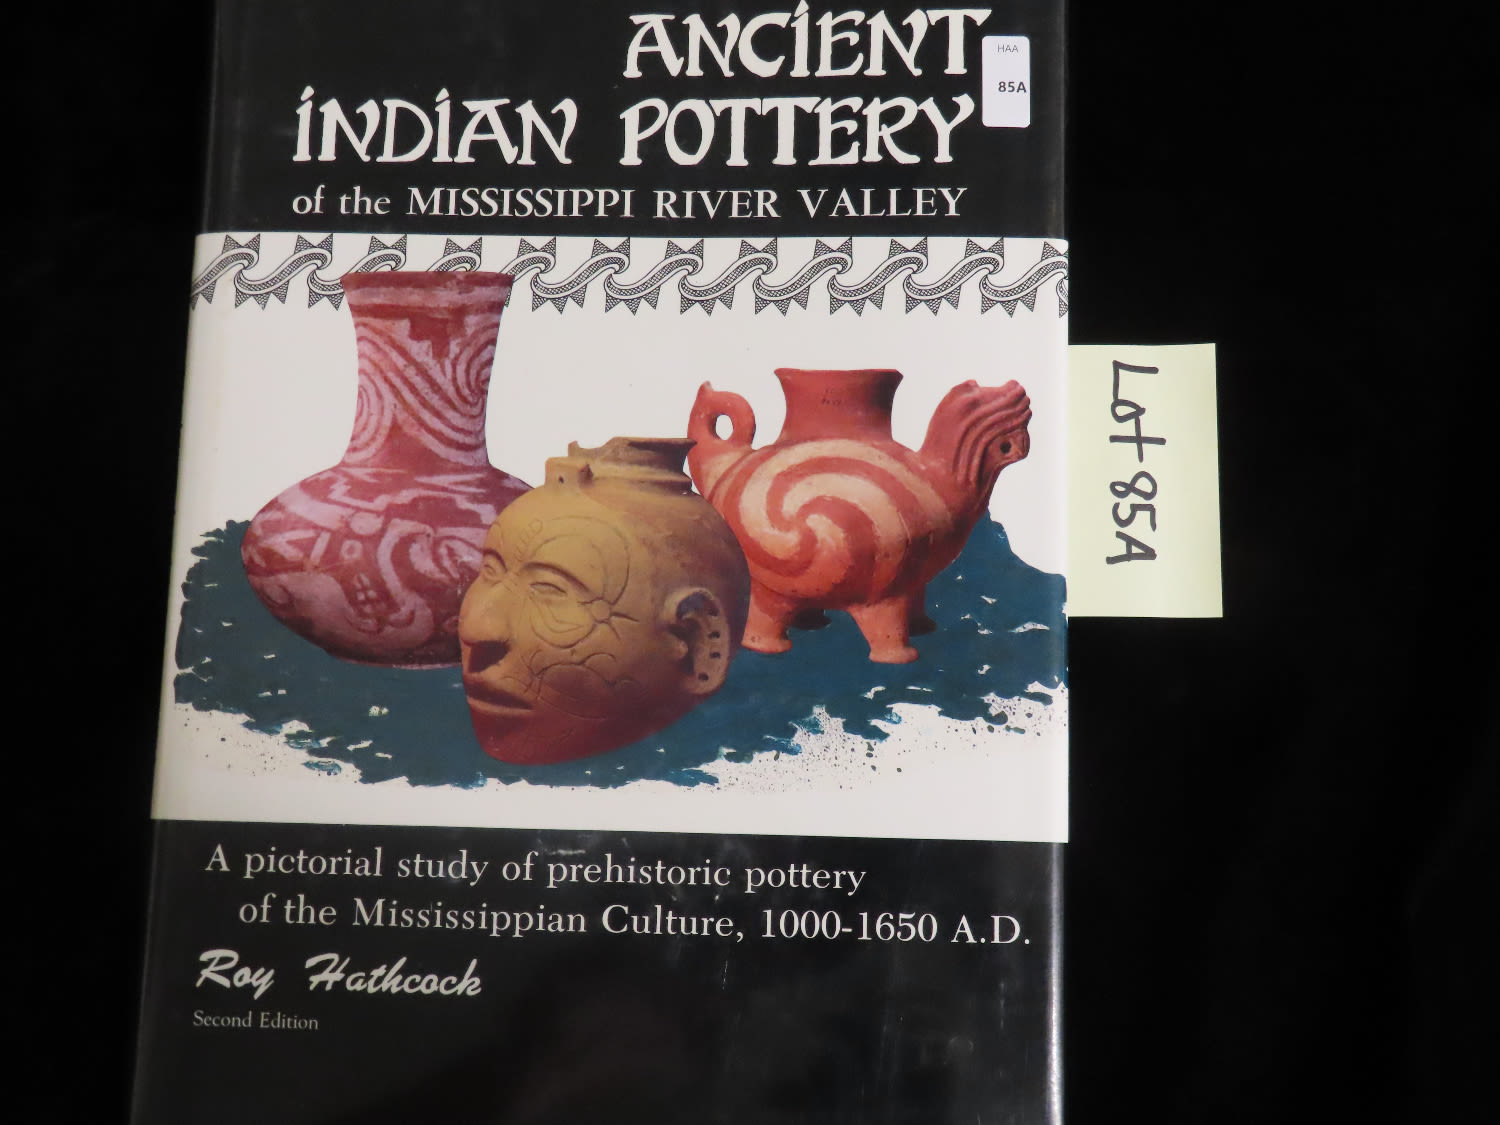 ANCIENT
INDIAN POTTERY
of the MISSISSIPPI RIVER VALLEY
HAA
85A
Lot 85A
A pictorial study of prehistoric pottery
of the Mississippian Culture, 1000-1650 A.D.
Roy Hathcock
Second Edition